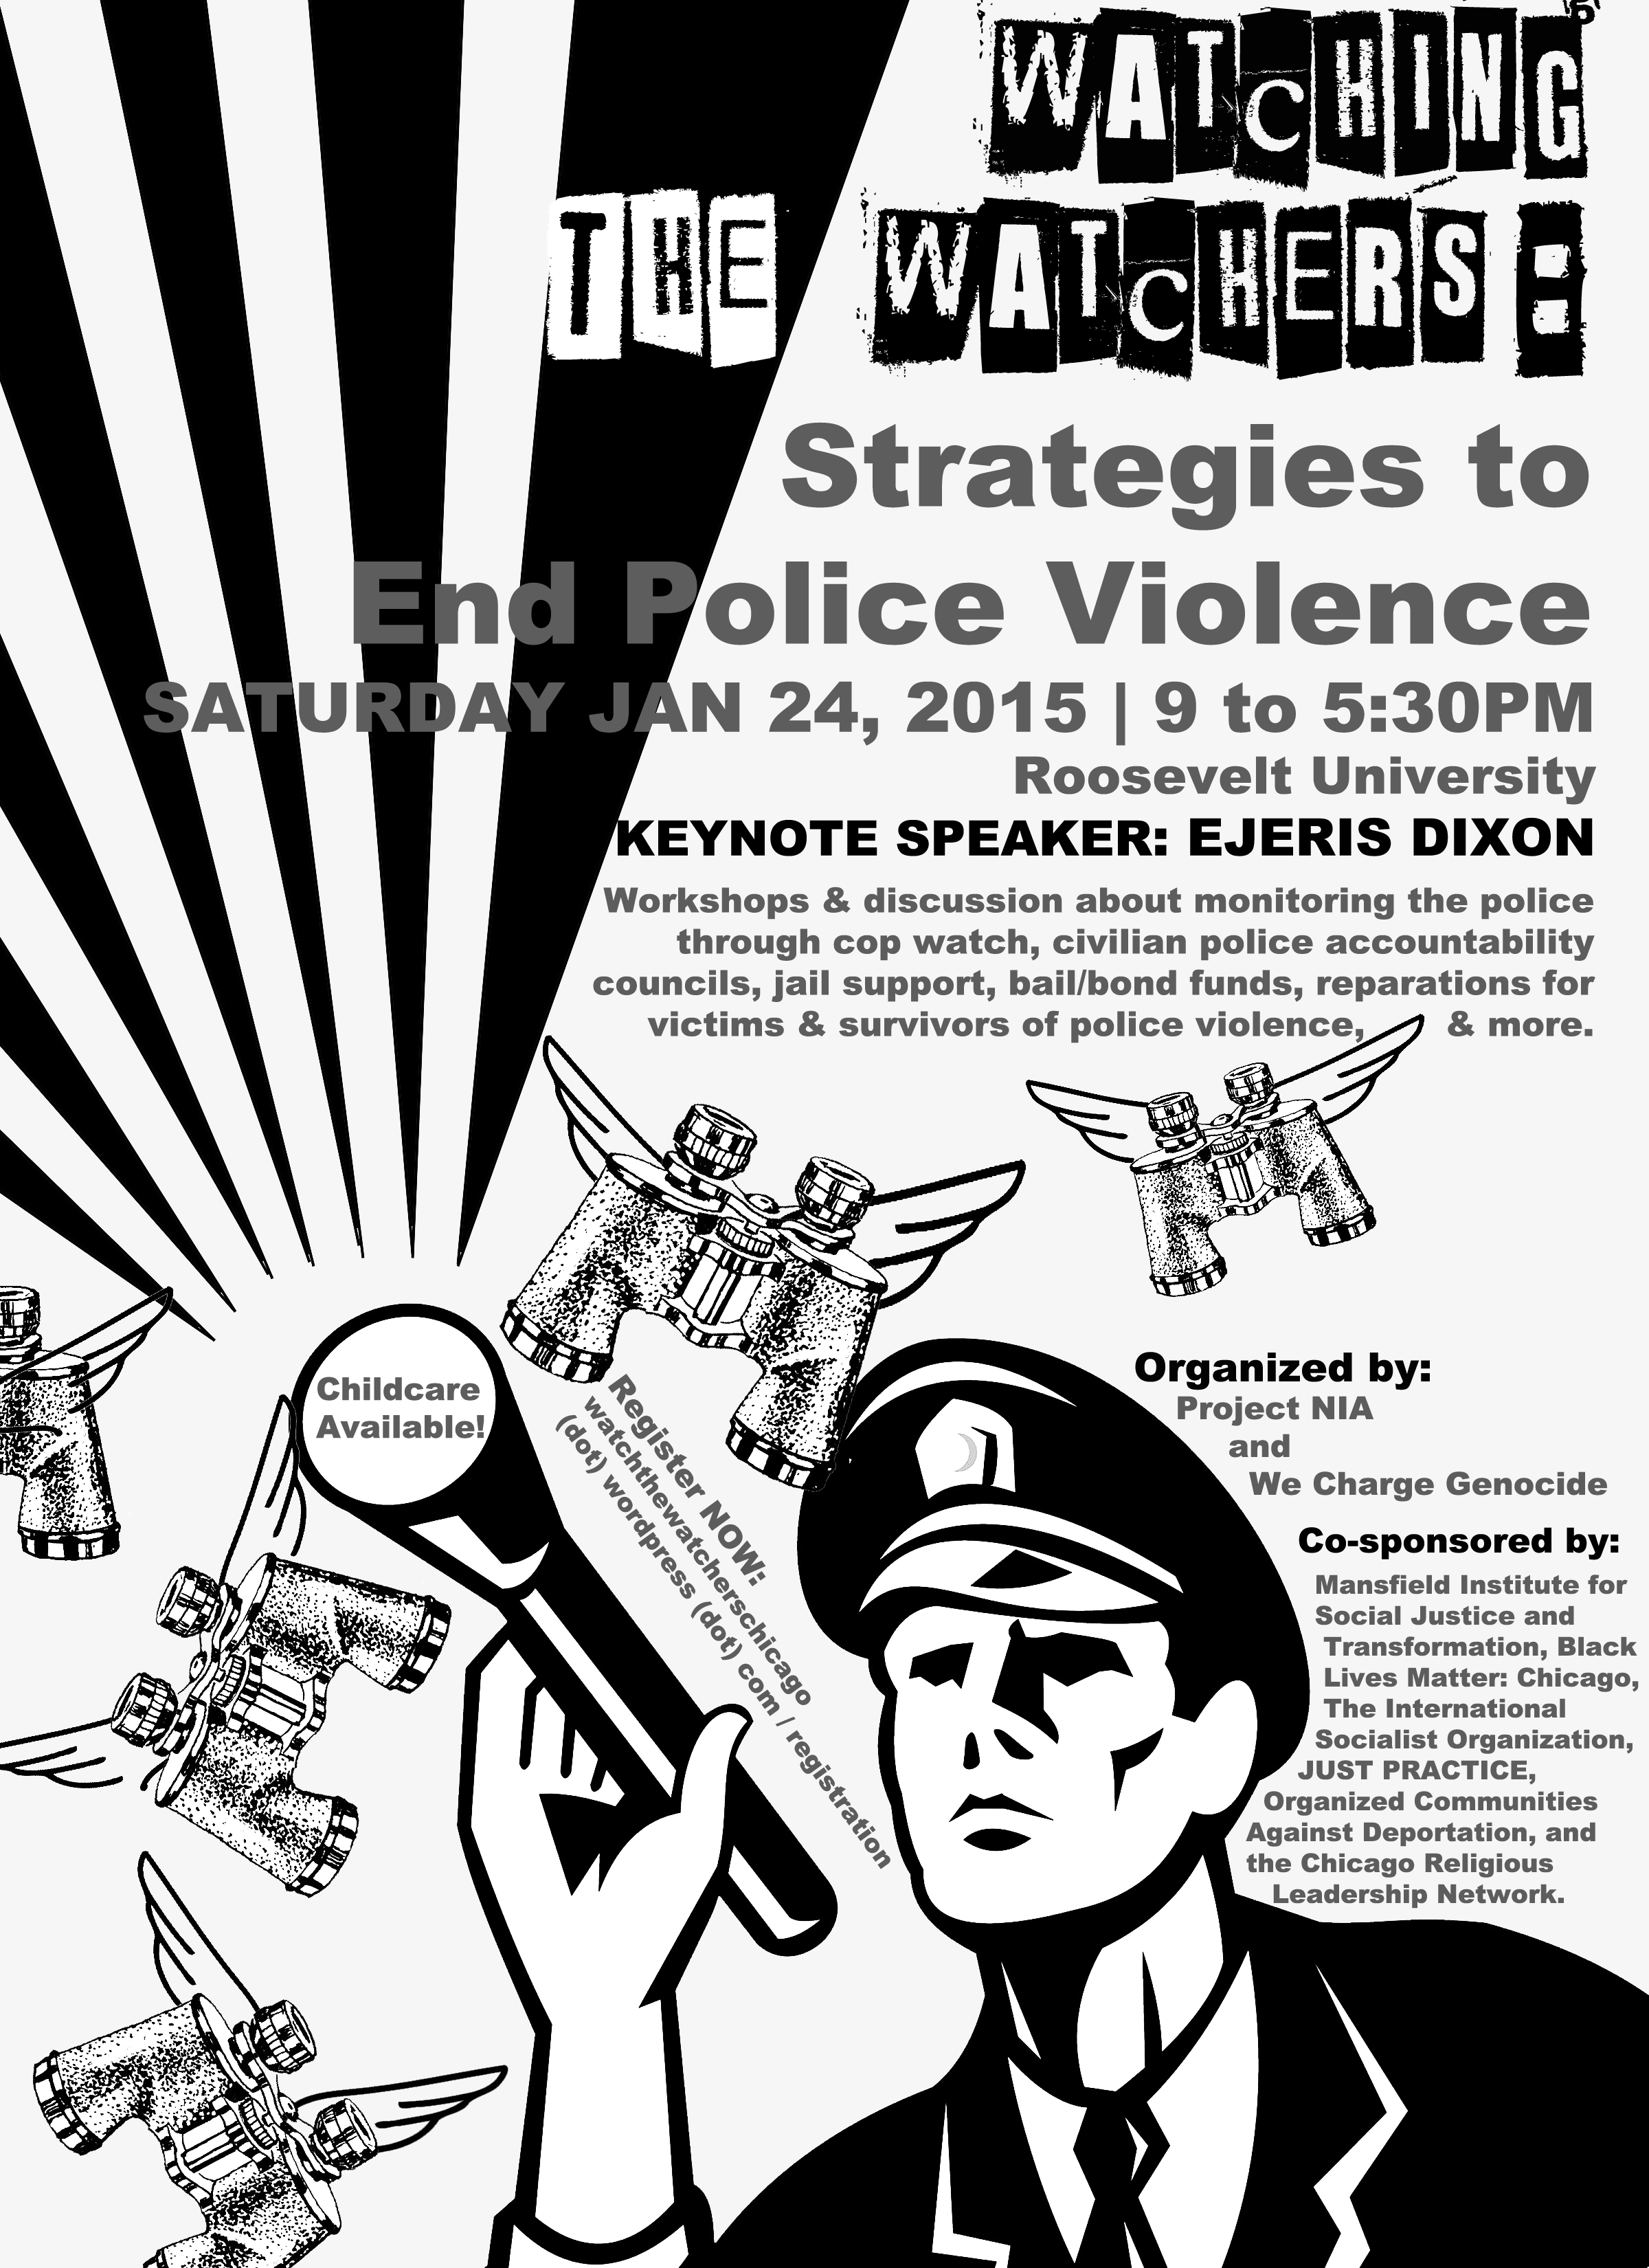 WATCHING
THE WATCHERS:
Strategies to
End Police Violence
SATURDAY JAN 24, 2015 | 9 to 5:30PM
Roosevelt University
KEYNOTE SPEAKER: EJERIS DIXON
Workshops & discussion about monitoring the police
through cop watch, civilian police accountability
councils, jail support, bail/bond funds, reparations for
victims & survivors of police violence, & more.
Childcare
Available!
Register NOW:
watchthewatcherschicago
(dot) wordpress (dot) com / registration
Organized by:
Project NIA
and
We Charge Genocide
Co-sponsored by:
Mansfield Institute for
Social Justice and
Transformation, Black
Lives Matter: Chicago,
The International
Socialist Organization,
JUST PRACTICE,
Organized Communities
Against Deportation, and
the Chicago Religious
Leadership Network.